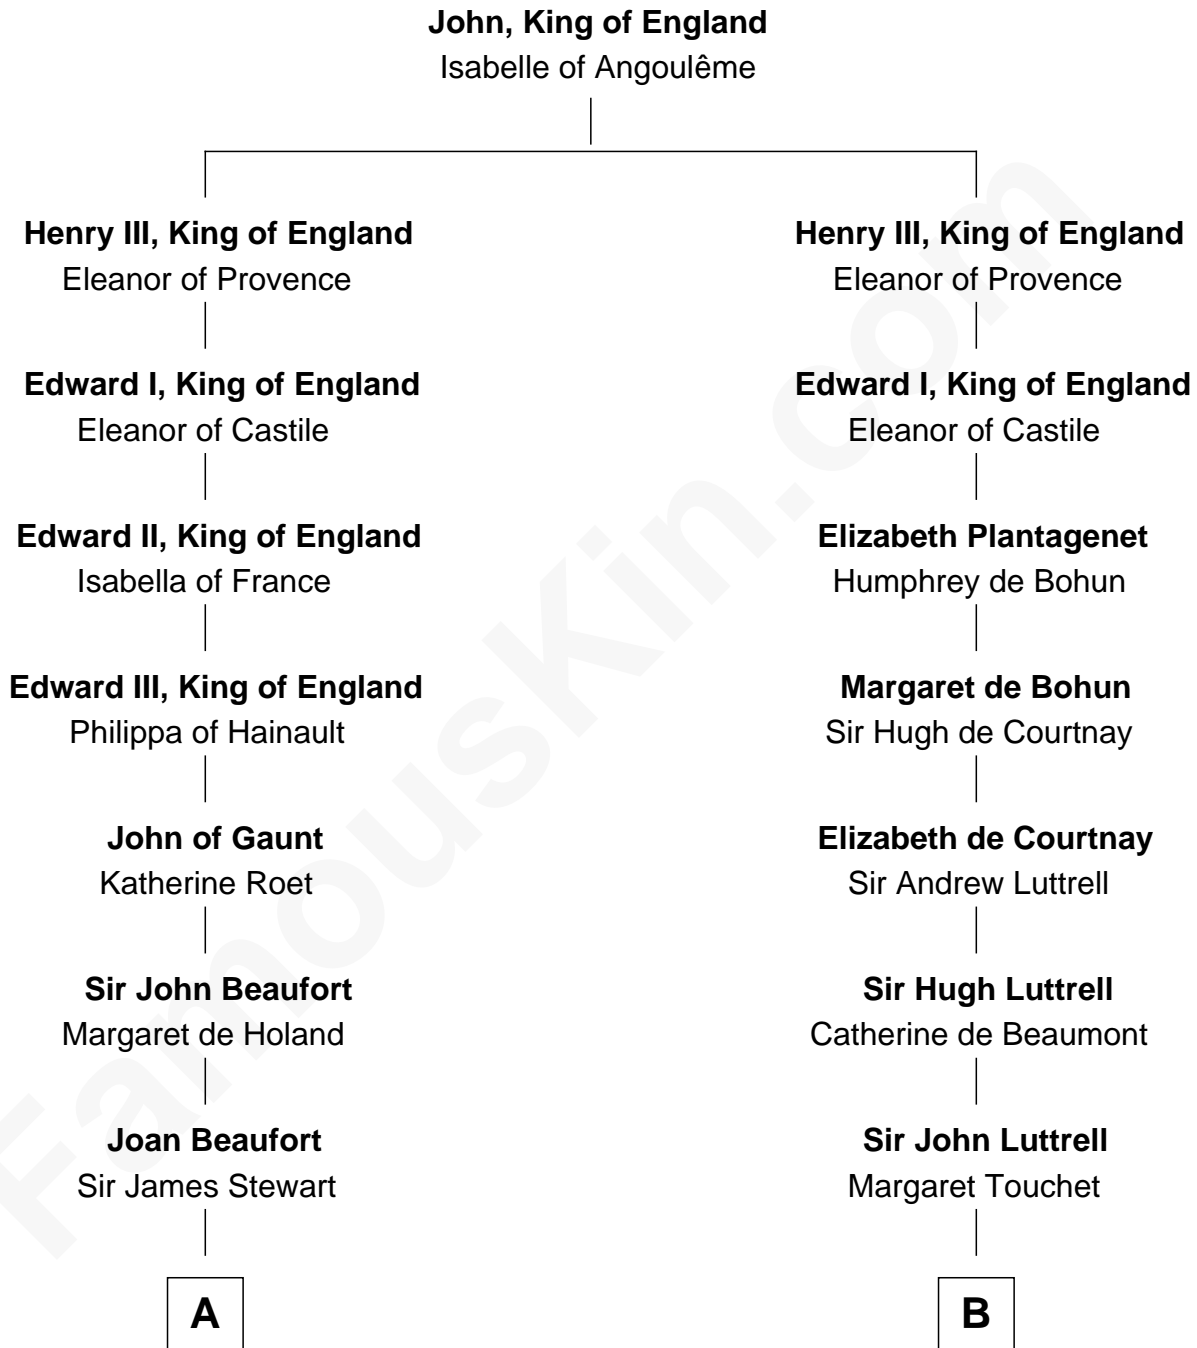 John, King of England
Isabelle of Angoulême
Henry III, King of England
Eleanor of Provence
Edward I, King of England
Eleanor of Castile
Edward II, King of England
Isabella of France
Edward III, King of England
Philippa of Hainault
John of Gaunt
Katherine Roet
Sir John Beaufort
Margaret de Holand
Joan Beaufort
Sir James Stewart
A
Henry III, King of England
Eleanor of Provence
Edward I, King of England
Eleanor of Castile
Elizabeth Plantagenet
Humphrey de Bohun
Margaret de Bohun
Sir Hugh de Courtnay
Elizabeth de Courtnay
Sir Andrew Luttrell
Sir Hugh Luttrell
Catherine de Beaumont
Sir John Luttrell
Margaret Touchet
B
FamousKin.com